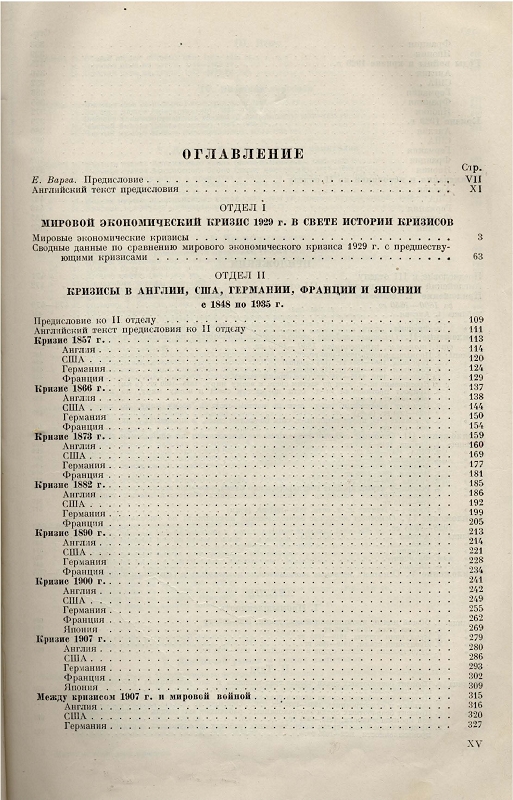 ОГЛАВЛЕНИЕ
Стр.
Е. Варга. Предисловие . . . VII
Английский текст предисловия . . . XI
ОТДЕЛ I
МИРОВОЙ ЭКОНОМИЧЕСКИЙ КРИЗИС 1929 г. В СВЕТЕ ИСТОРИИ КРИЗИСОВ
Мировые экономические кризисы . . . 3
Сводные данные по сравнению мирового экономического кризиса 1929 г. с предшеству-
ющими кризисами . . . 63
ОТДЕЛ II
КРИЗИСЫ В АНГЛИИ, США, ГЕРМАНИИ, ФРАНЦИИ И ЯПОНИИ
с 1848 по 1935 г.
Предисловие ко II отделу . . . 109
Английский текст предисловия ко II отделу . . . 111
Кризис 1857 г. . . . 113
Англия . . . 114
США . . . 120
Германия . . . 124
Франция . . . 129
Кризис 1866 г. . . . 137
Англия . . . 138
США . . . 144
Германия . . . 150
Франция . . . 154
Кризис 1873 г. . . . 159
Англия . . . 160
США . . . 169
Германия . . . 177
Франция . . . 181
Кризис 1882 г. . . . 185
Англия . . . 186
США . . . 192
Германия . . . 199
Франция . . . 205
Кризис 1890 г. . . . 213
Англия . . . 214
США . . . 221
Германия . . . 228
Франция . . . 234
Кризис 1900 г. . . . 241
Англия . . . 242
США . . . 249
Германия . . . 255
Франция . . . 262
Япония . . . 269
Кризис 1907 г. . . . 279
Англия . . . 280
США . . . 286
Германия . . . 293
Франция . . . 302
Япония . . . 309
Между кризисом 1907 г. и мировой войной . . . 315
Англия . . . 316
США . . . 320
Германия . . . 327
XV